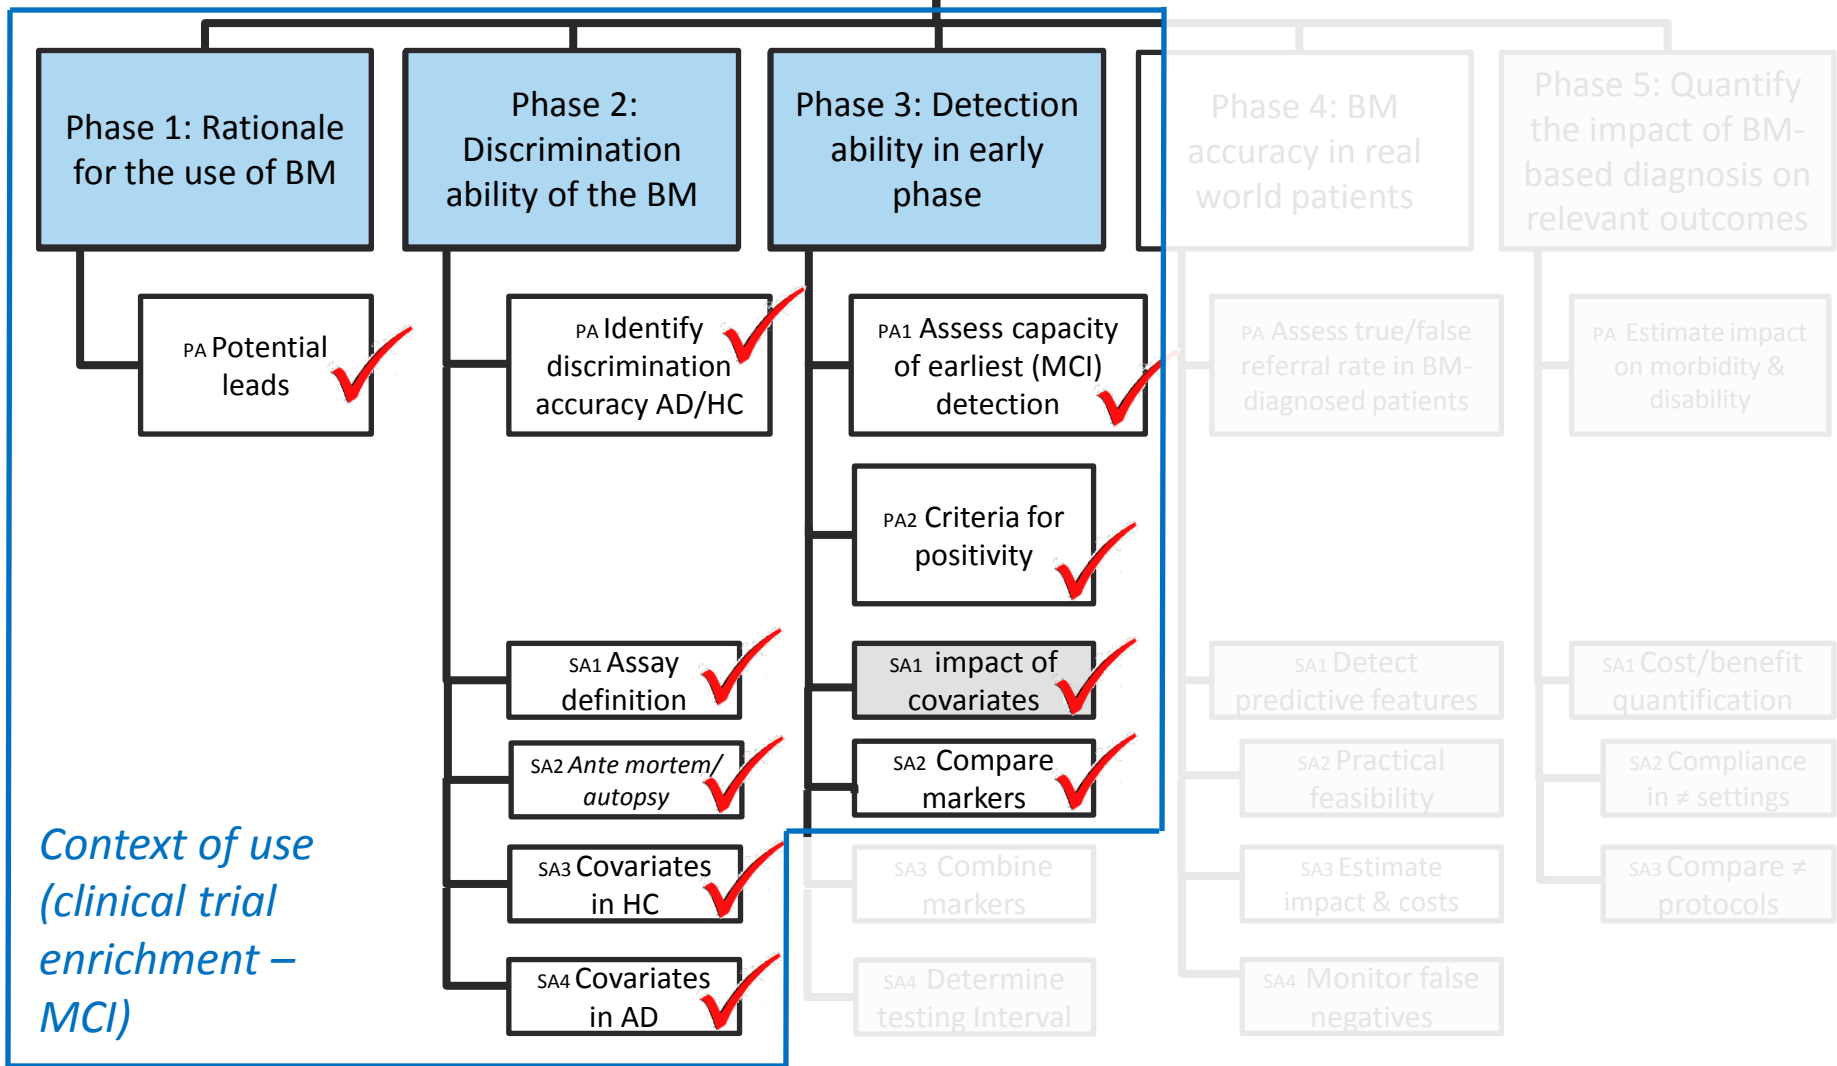 Phase 1: Rationale
for the use of BM
Phase 2:
Discrimination
ability of the BM
Phase 3: Detection
ability in early
phase
Phase 4: BM
accuracy in real
world patients
Phase 5: Quantify
the impact of BM-
based diagnosis on
relevant outcomes
PA Potential
leads
PA Identify
discrimination
accuracy AD/HC
PA1 Assess capacity
of earliest (MCI)
detection
PA Assess true/false
referral rate in BM-
diagnosed patients
PA Estimate impact
on morbidity &
disability
PA2 Criteria for
positivity
SA1 Assay
definition
SA1 impact of
covariates
SA1 Detect
predictive features
SA1 Cost/benefit
quantification
SA2 Ante mortem/
autopsy
SA2 Compare
markers
SA2 Practical
feasibility
SA2 Compliance
in ≠ settings
SA3 Covariates
in HC
SA3 Combine
markers
SA3 Estimate
impact & costs
SA3 Compare ≠
protocols
SA4 Covariates
in AD
SA4 Determine
testing Interval
SA4 Monitor false
negatives
Context of use
(clinical trial
enrichment –
MCI)